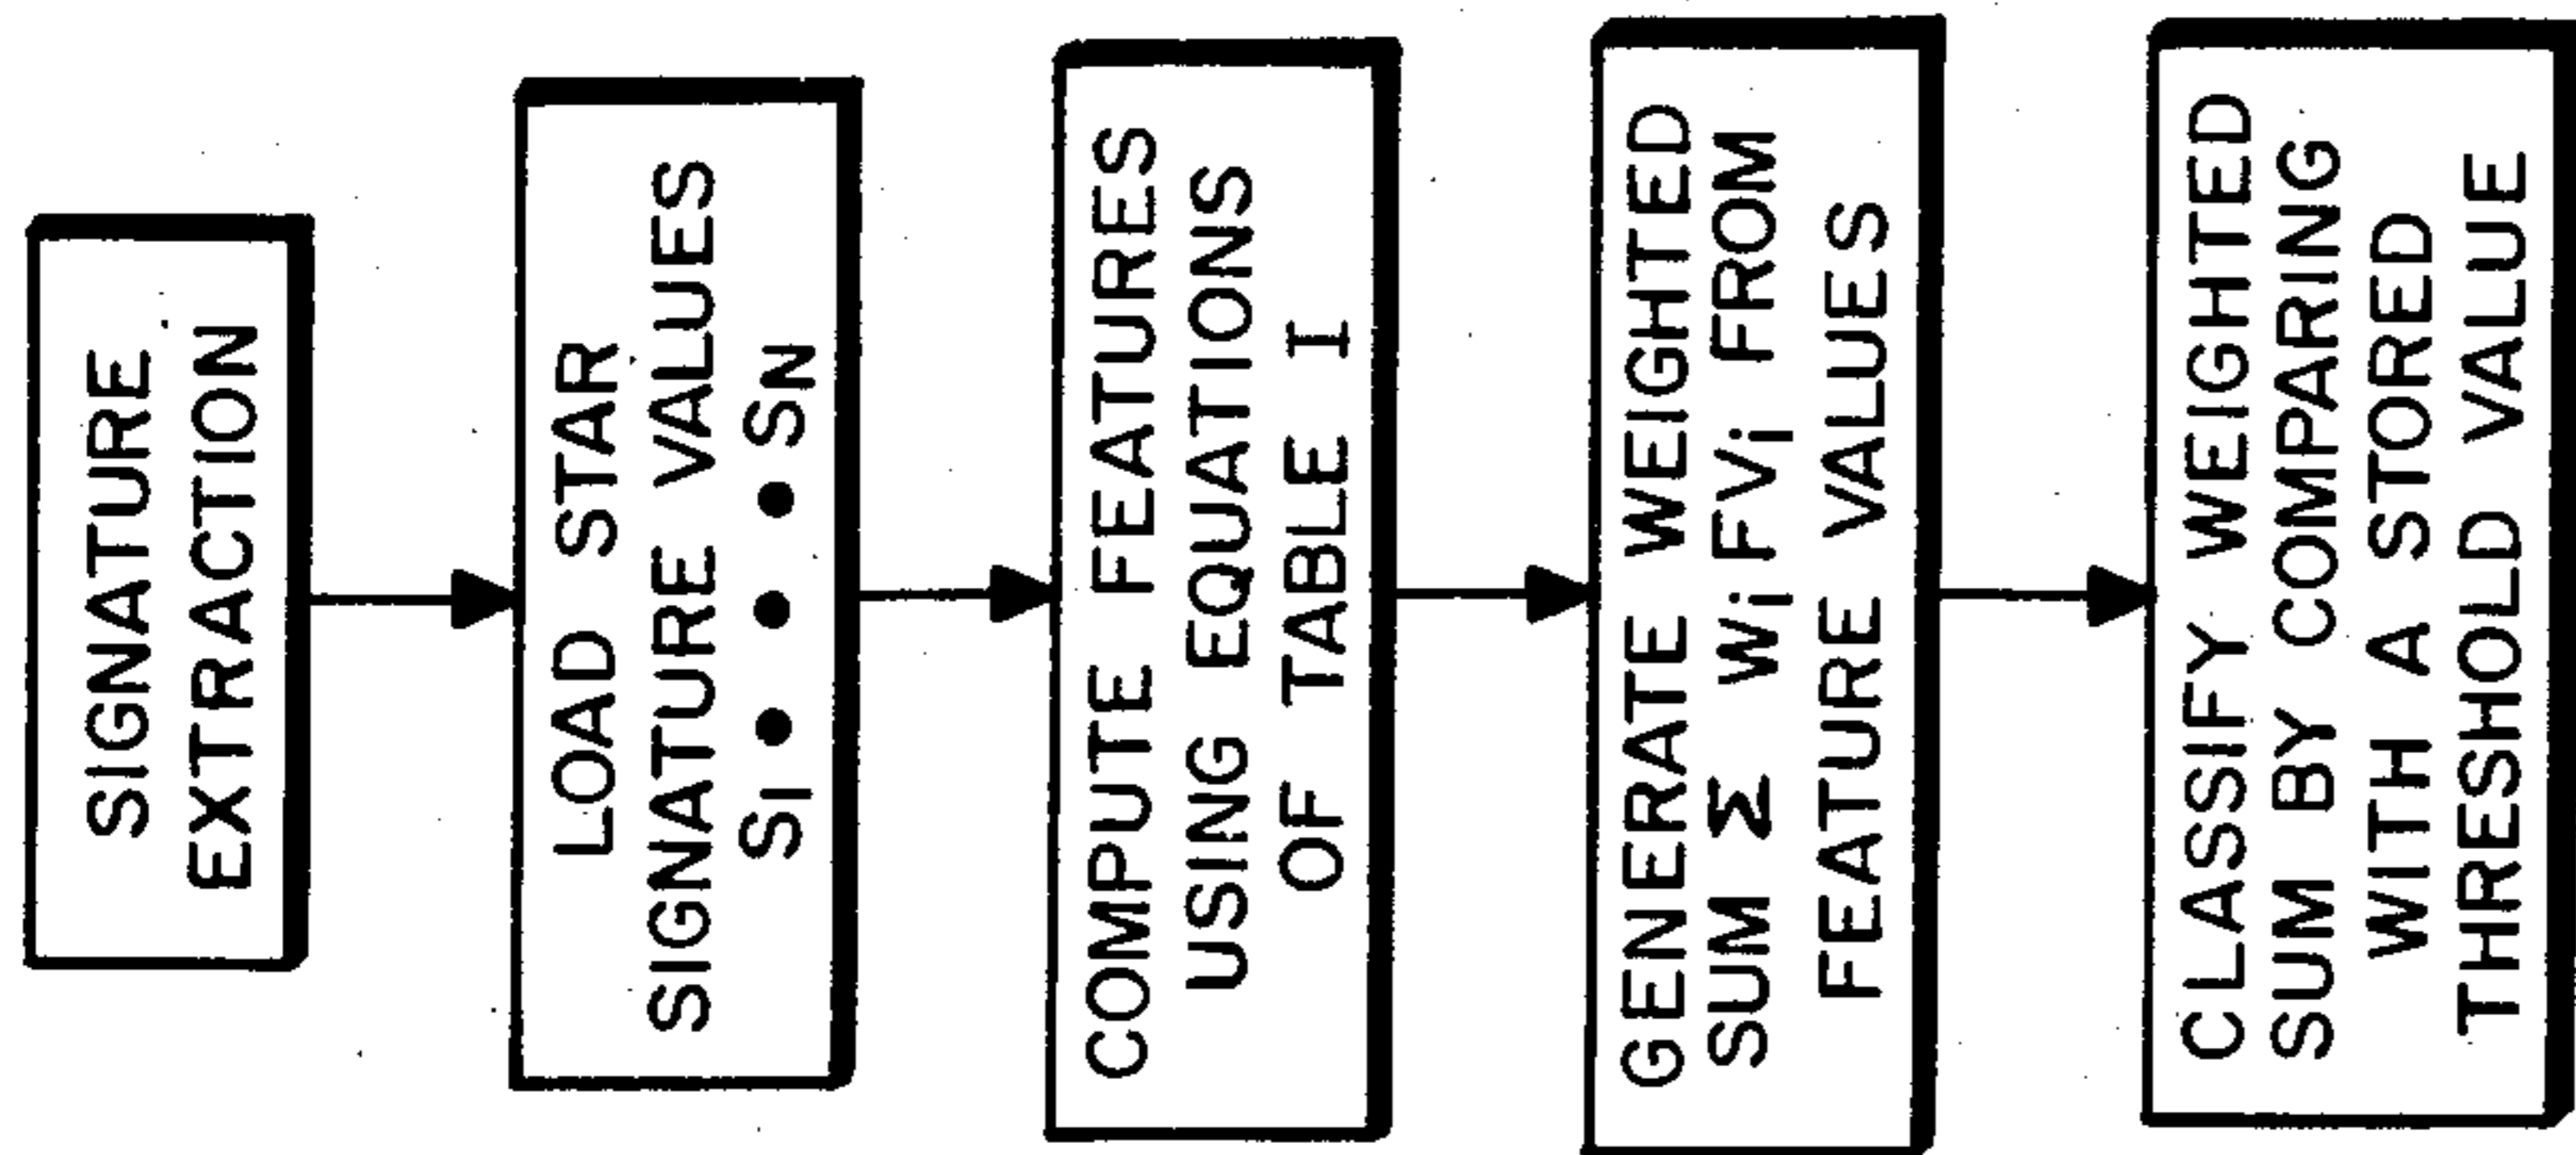 SIGNATURE
EXTRACTION
LOAD STAR
SIGNATURE VALUES
S1 • • • SN
COMPUTE FEATURES
USING EQUATIONS
OF TABLE I
GENERATE WEIGHTED
SUM Σ Wi FVi FROM
FEATURE VALUES
CLASSIFY WEIGHTED
SUM BY COMPARING
WITH A STORED
THRESHOLD VALUE